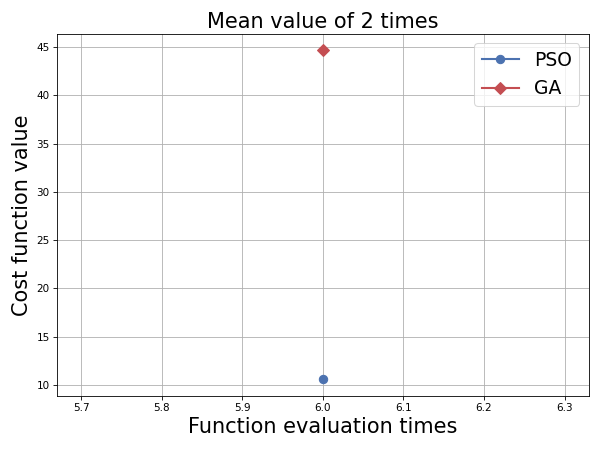 Mean value of 2 times
PSO
GA
Cost function value
45
40
35
30
25
20
15
10
5.7 5.8 5.9 6.0 6.1 6.2 6.3
Function evaluation times